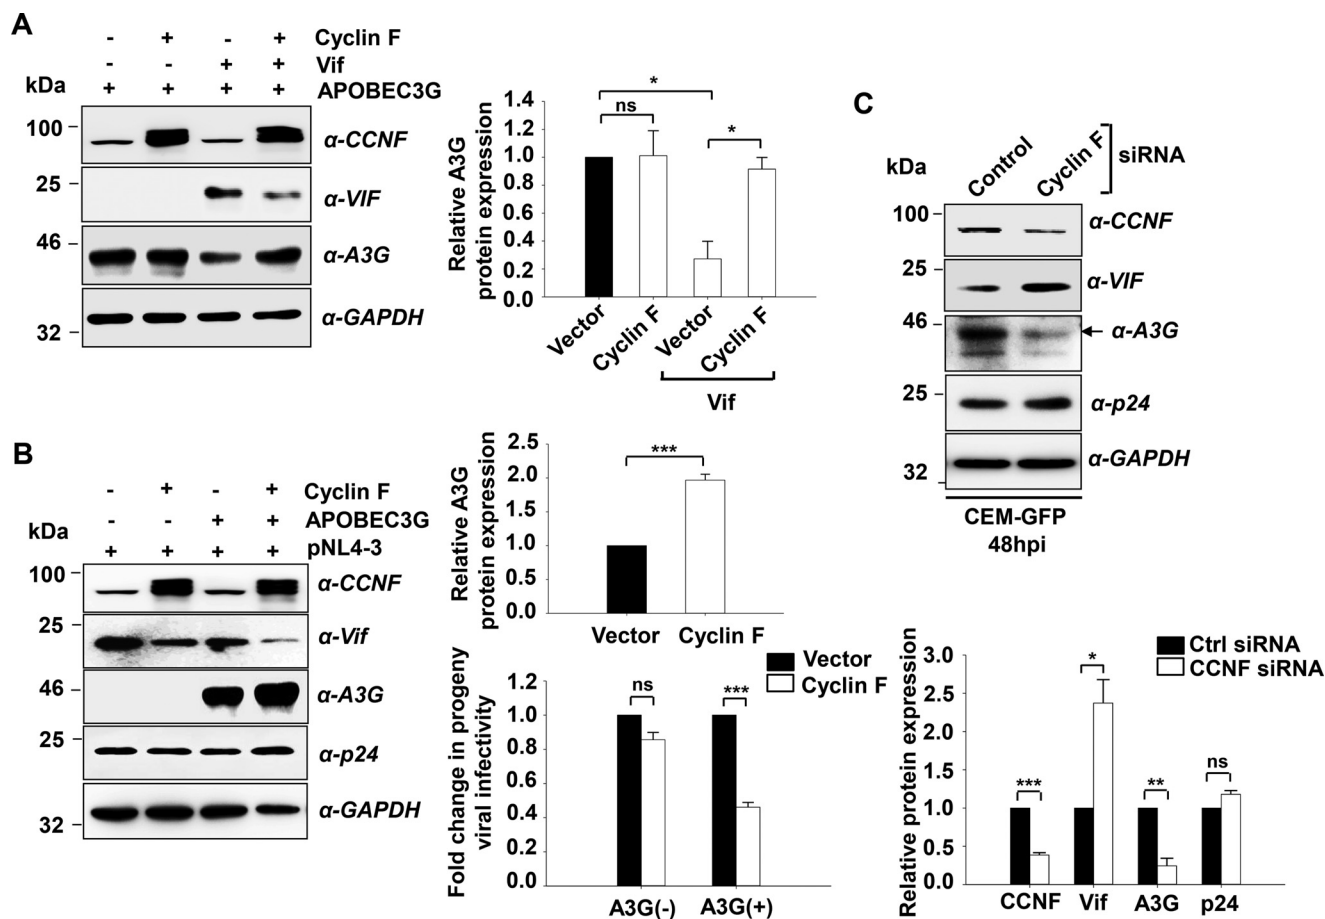 A
- + - + Cyclin F
- - + + Vif
kDa + + + + APOBEC3G
100 α-CCNF
25 α-VIF
46 α-A3G
32 α-GAPDH
Relative A3G
protein expression
1.4
1.2
1.0
0.8
0.6
0.4
0.2
0.0
*
ns
*
Vector
Cyclin F
Vector
Cyclin F
Vif
B
- + - + Cyclin F
- - + + APOBEC3G
kDa + + + + pNL4-3
100 α-CCNF
25 α-Vif
46 α-A3G
25 α-p24
32 α-GAPDH
Relative A3G
protein expression
2.5
2.0
1.5
1.0
0.5
0.0
***
Vector Cyclin F
Vector
Cyclin F
Fold change in progeny
viral infectivity
1.2
1.0
0.8
0.6
0.4
0.2
0.0
ns ***
A3G(-) A3G(+)
C
kDa
Control
Cyclin F
siRNA
100 α-CCNF
25 α-VIF
46 α-A3G
25 α-p24
32 α-GAPDH
CEM-GFP
48hpi
Ctrl siRNA
CCNF siRNA
Relative protein expression
3.0
2.5
2.0
1.5
1.0
0.5
0.0
*** * ** ns
CCNF Vif A3G p24